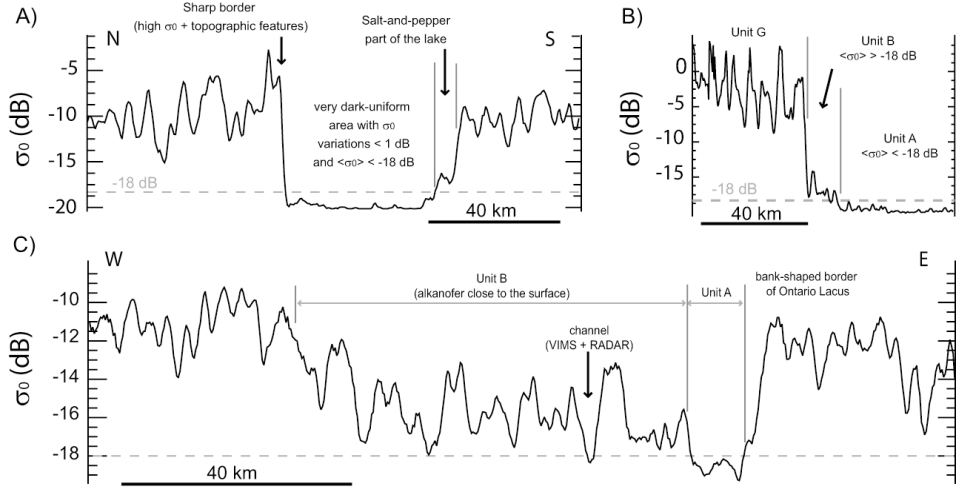 A)
Sharp border
(high σ0 + topographic features)
N
Salt-and-pepper
part of the lake
S
-5
-10
-15
-20
σ0 (dB)
very dark-uniform
area with σ0
variations < 1 dB
and <σ0> < -18 dB
-18 dB
40 km
B)
Unit G
Unit B
<σ0> > -18 dB
Unit A
<σ0> < -18 dB
0
-5
-10
-15
σ0 (dB)
-18 dB
40 km
C)
W
E
Unit B
(alkanofer close to the surface)
Unit A
bank-shaped border
of Ontario Lacus
channel
(VIMS + RADAR)
-10
-12
-14
-16
-18
σ0 (dB)
40 km